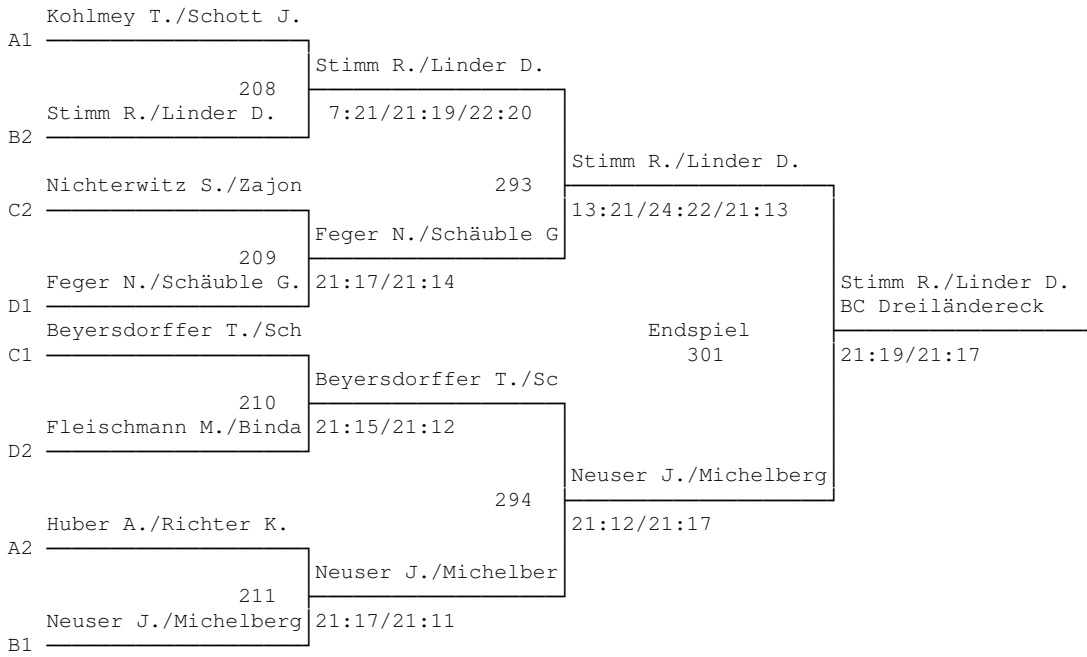 Kohlmey T./Schott J.
A1
Stimm R./Linder D.
208
Stimm R./Linder D. 7:21/21:19/22:20
B2
Stimm R./Linder D.
Nichterwitz S./Zajon 293
C2 13:21/24:22/21:13
Feger N./Schäuble G
209
Feger N./Schäuble G. 21:17/21:14 Stimm R./Linder D.
D1 BC Dreiländereck
Beyersdorffer T./Sch Endspiel
C1 301 21:19/21:17
Beyersdorffer T./Sc
210
Fleischmann M./Binda 21:15/21:12
D2
Neuser J./Michelberg
294
Huber A./Richter K. 21:12/21:17
A2
Neuser J./Michelber
211
Neuser J./Michelberg 21:17/21:11
B1